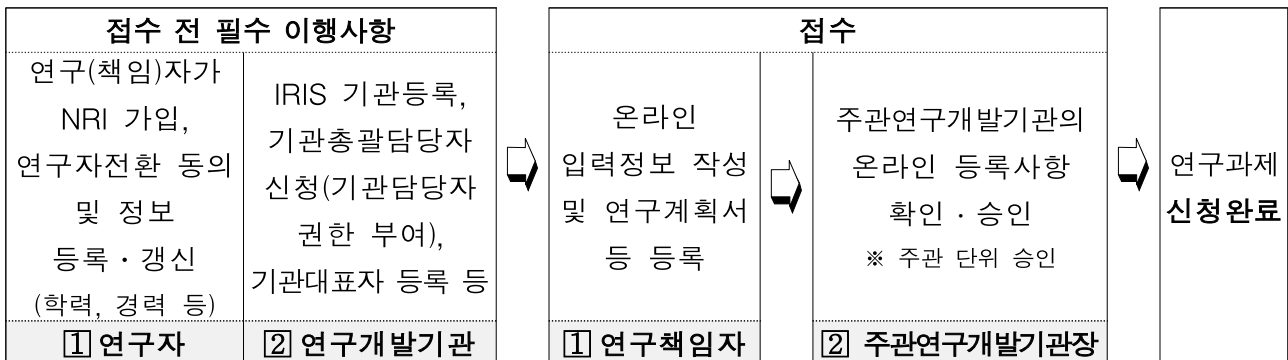 접수 전 필수 이행사항
연구(책임)자가
NRI 가입,
연구자전환 동의
및 정보
등록·갱신
(학력, 경력 등)
1 연구자
IRIS 기관등록,
기관총괄담당자
신청(기관담당자
권한 부여),
기관대표자 등록 등
2 연구개발기관
접수
온라인
입력정보 작성
및 연구계획서
등 등록
1 연구책임자
주관연구개발기관의
온라인 등록사항
확인·승인
※ 주관 단위 승인
2 주관연구개발기관장
연구과제
신청완료